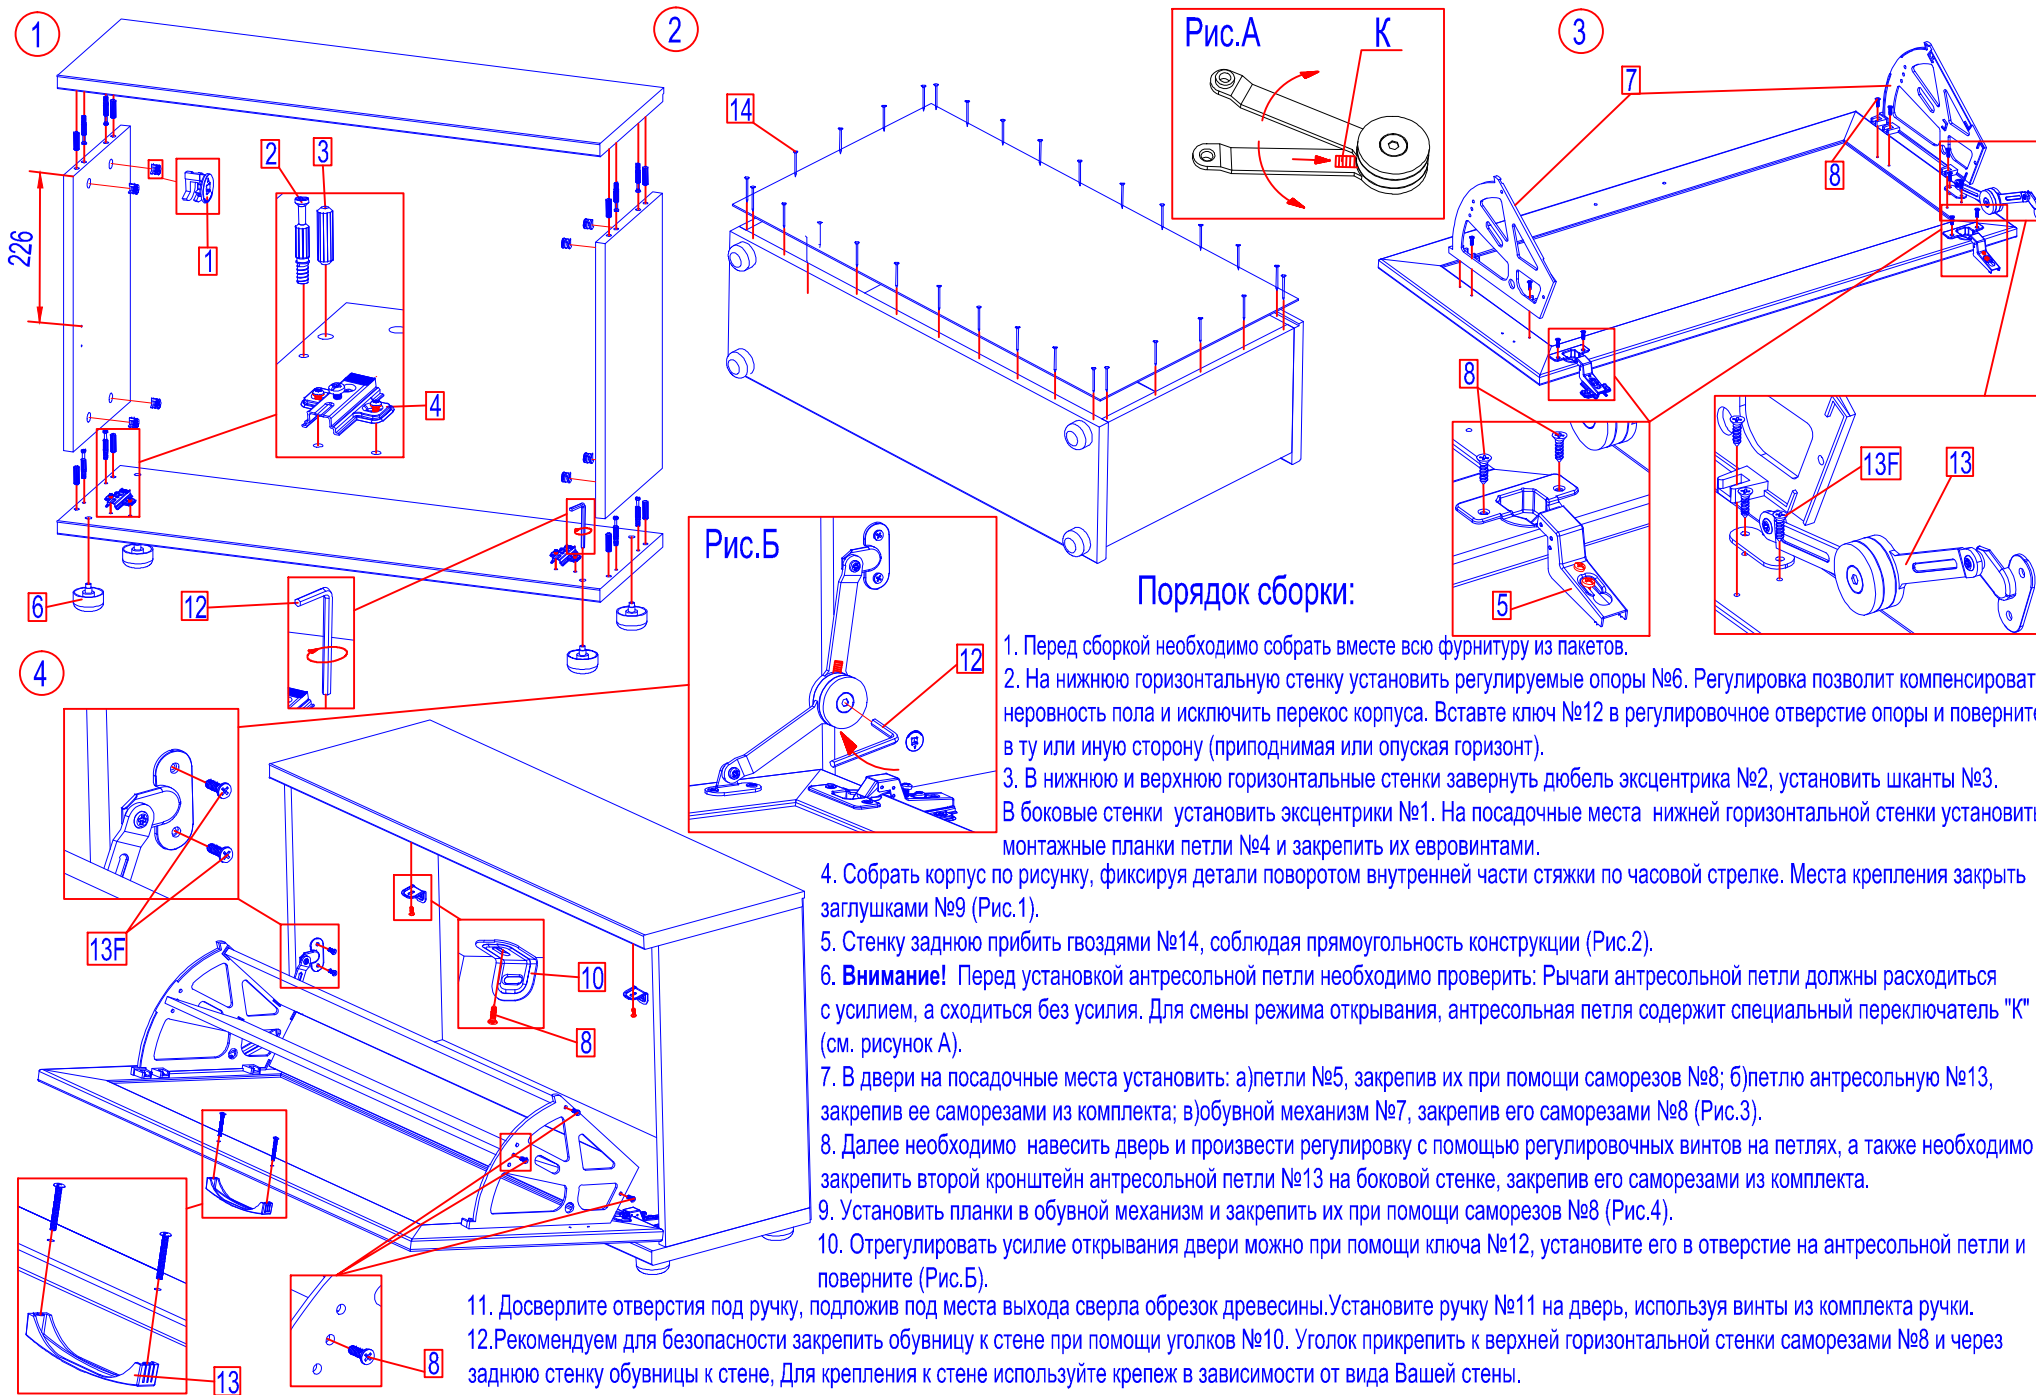 1
2
3
4
Рис.А
К
14
7
8
2
3
1
226
4
6
12
8
5
13F
13
Рис.Б
12
13F
10
8
13
8
Порядок сборки:
1. Перед сборкой необходимо собрать вместе всю фурнитуру из пакетов.
2. На нижнюю горизонтальную стенку установить регулируемые опоры №6. Регулировка позволит компенсироват
неровность пола и исключить перекос корпуса. Вставте ключ №12 в регулировочное отверстие опоры и поверните
в ту или иную сторону (приподнимая или опуская горизонт).
3. В нижнюю и верхнюю горизонтальные стенки завернуть дюбель эксцентрика №2, установить шканты №3.
В боковые стенки установить эксцентрики №1. На посадочные места нижней горизонтальной стенки установить
монтажные планки петли №4 и закрепить их евровинтами.
4. Собрать корпус по рисунку, фиксируя детали поворотом внутренней части стяжки по часовой стрелке. Места крепления закрыть
заглушками №9 (Рис.1).
5. Стенку заднюю прибить гвоздями №14, соблюдая прямоугольность конструкции (Рис.2).
6. Внимание! Перед установкой антресольной петли необходимо проверить: Рычаги антресольной петли должны расходиться
с усилием, а сходиться без усилия. Для смены режима открывания, антресольная петля содержит специальный переключатель "К"
(см. рисунок А).
7. В двери на посадочные места установить: а)петли №5, закрепив их при помощи саморезов №8; б)петлю антресольную №13,
закрепив ее саморезами из комплекта; в)обувной механизм №7, закрепив его саморезами №8 (Рис.3).
8. Далее необходимо навесить дверь и произвести регулировку с помощью регулировочных винтов на петлях, а также необходимо
закрепить второй кронштейн антресольной петли №13 на боковой стенке, закрепив его саморезами из комплекта.
9. Установить планки в обувной механизм и закрепить их при помощи саморезов №8 (Рис.4).
10. Отрегулировать усилие открывания двери можно при помощи ключа №12, установите его в отверстие на антресольной петли и
поверните (Рис.Б).
11. Досверлите отверстия под ручку, подложив под места выхода сверла обрезок древесины.Установите ручку №11 на дверь, используя винты из комплекта ручки.
12.Рекомендуем для безопасности закрепить обувницу к стене при помощи уголков №10. Уголок прикрепить к верхней горизонтальной стенки саморезами №8 и через
заднюю стенку обувницы к стене, Для крепления к стене используйте крепеж в зависимости от вида Вашей стены.